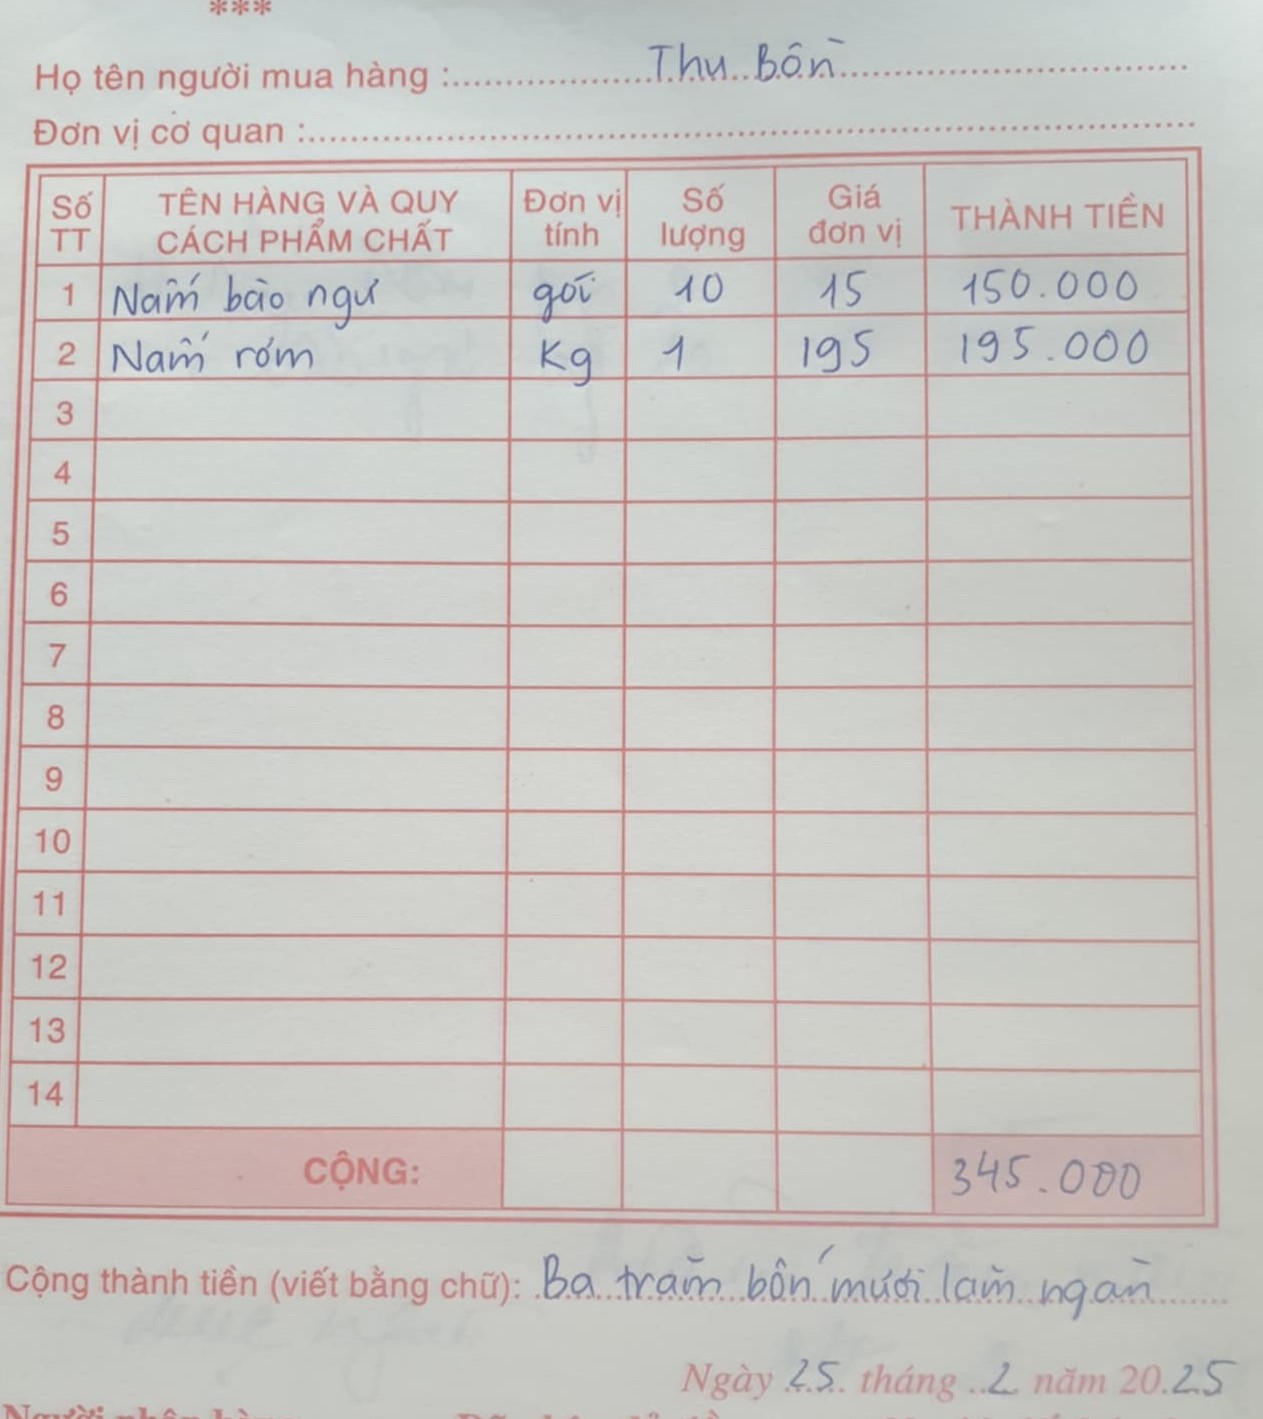 ***
Họ tên người mua hàng : Thu Bồn
Đơn vị cơ quan :
Số TT TÊN HÀNG VÀ QUY CÁCH PHẨM CHẤT Đơn vị tính Số lượng Giá đơn vị THÀNH TIỀN
1 Nấm bào ngư gói 10 15 150.000
2 Nấm rơm Kg 1 195 195.000
3
4
5
6
7
8
9
10
11
12
13
14
CỘNG: 345.000
Cộng thành tiền (viết bằng chữ): Ba trăm bốn mươi lăm ngàn
Ngày 25 tháng 2 năm 2025
Người nhận hàng